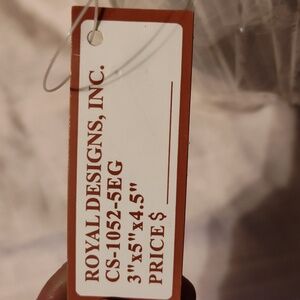 ROYAL DESIGNS, INC.
CS-1052-5EG
3"x5"x4.5"
PRICE $